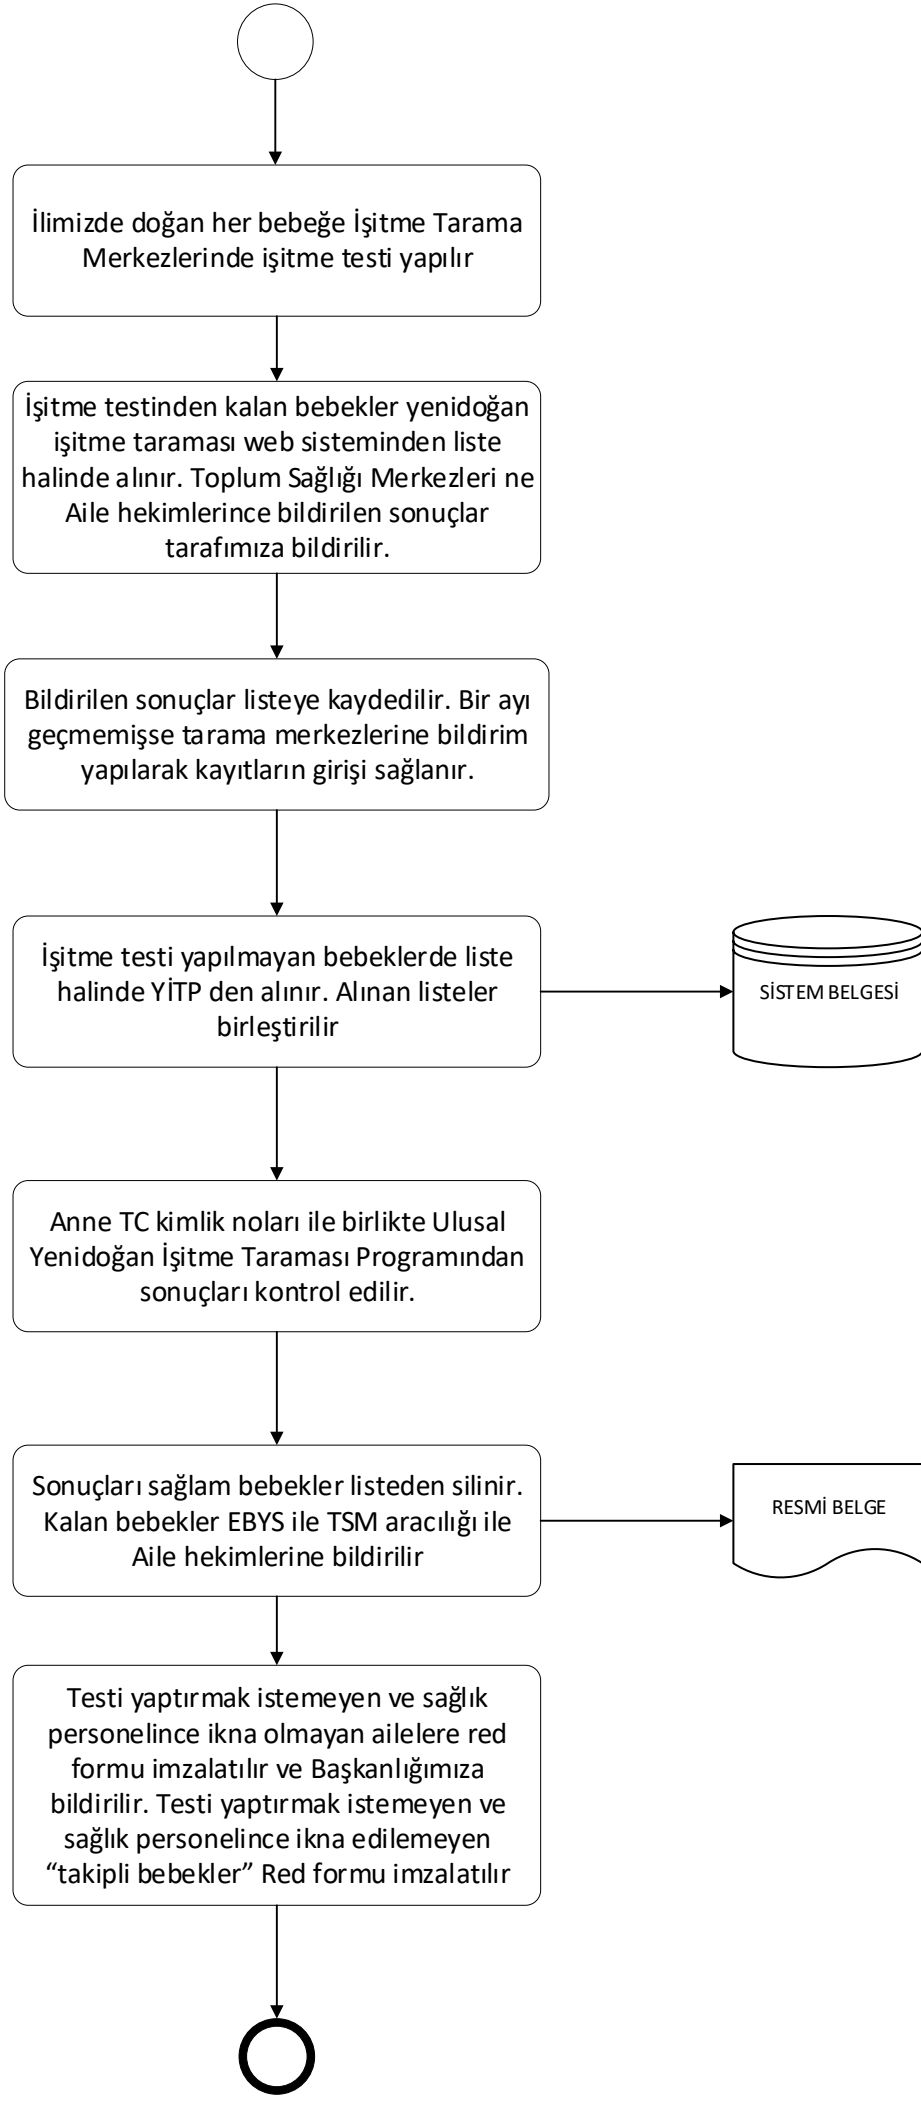 İlimizde doğan her bebeğe İşitme Tarama
Merkezlerinde işitme testi yapılır
İşitme testinden kalan bebekler yenidoğan
işitme taraması web sisteminden liste
halinde alınır. Toplum Sağlığı Merkezleri ne
Aile hekimlerince bildirilen sonuçlar
tarafımıza bildirilir.
Bildirilen sonuçlar listeye kaydedilir. Bir ayı
geçmemişse tarama merkezlerine bildirim
yapılarak kayıtların girişi sağlanır.
İşitme testi yapılmayan bebeklerde liste
halinde YİTP den alınır. Alınan listeler
birleştirilir
SİSTEM BELGESİ
Anne TC kimlik noları ile birlikte Ulusal
Yenidoğan İşitme Taraması Programından
sonuçları kontrol edilir.
Sonuçları sağlam bebekler listeden silinir.
Kalan bebekler EBYS ile TSM aracılığı ile
Aile hekimlerine bildirilir
RESMİ BELGE
Testi yaptırmak istemeyen ve sağlık
personelince ikna olmayan ailelere red
formu imzalatılır ve Başkanlığımıza
bildirilir. Testi yaptırmak istemeyen ve
sağlık personelince ikna edilemeyen
“takipli bebekler” Red formu imzalatılır